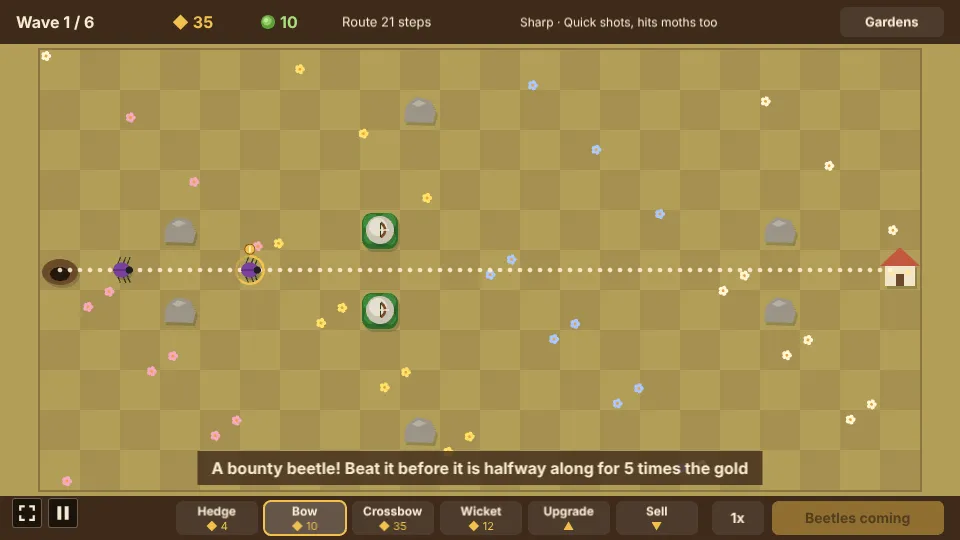 Wave 1 / 6
35
10
Route 21 steps
Sharp · Quick shots, hits moths too
Gardens
A bounty beetle! Beat it before it is halfway along for 5 times the gold
Hedge
4
Bow
10
Crossbow
35
Wicket
12
Upgrade
Sell
1x
Beetles coming